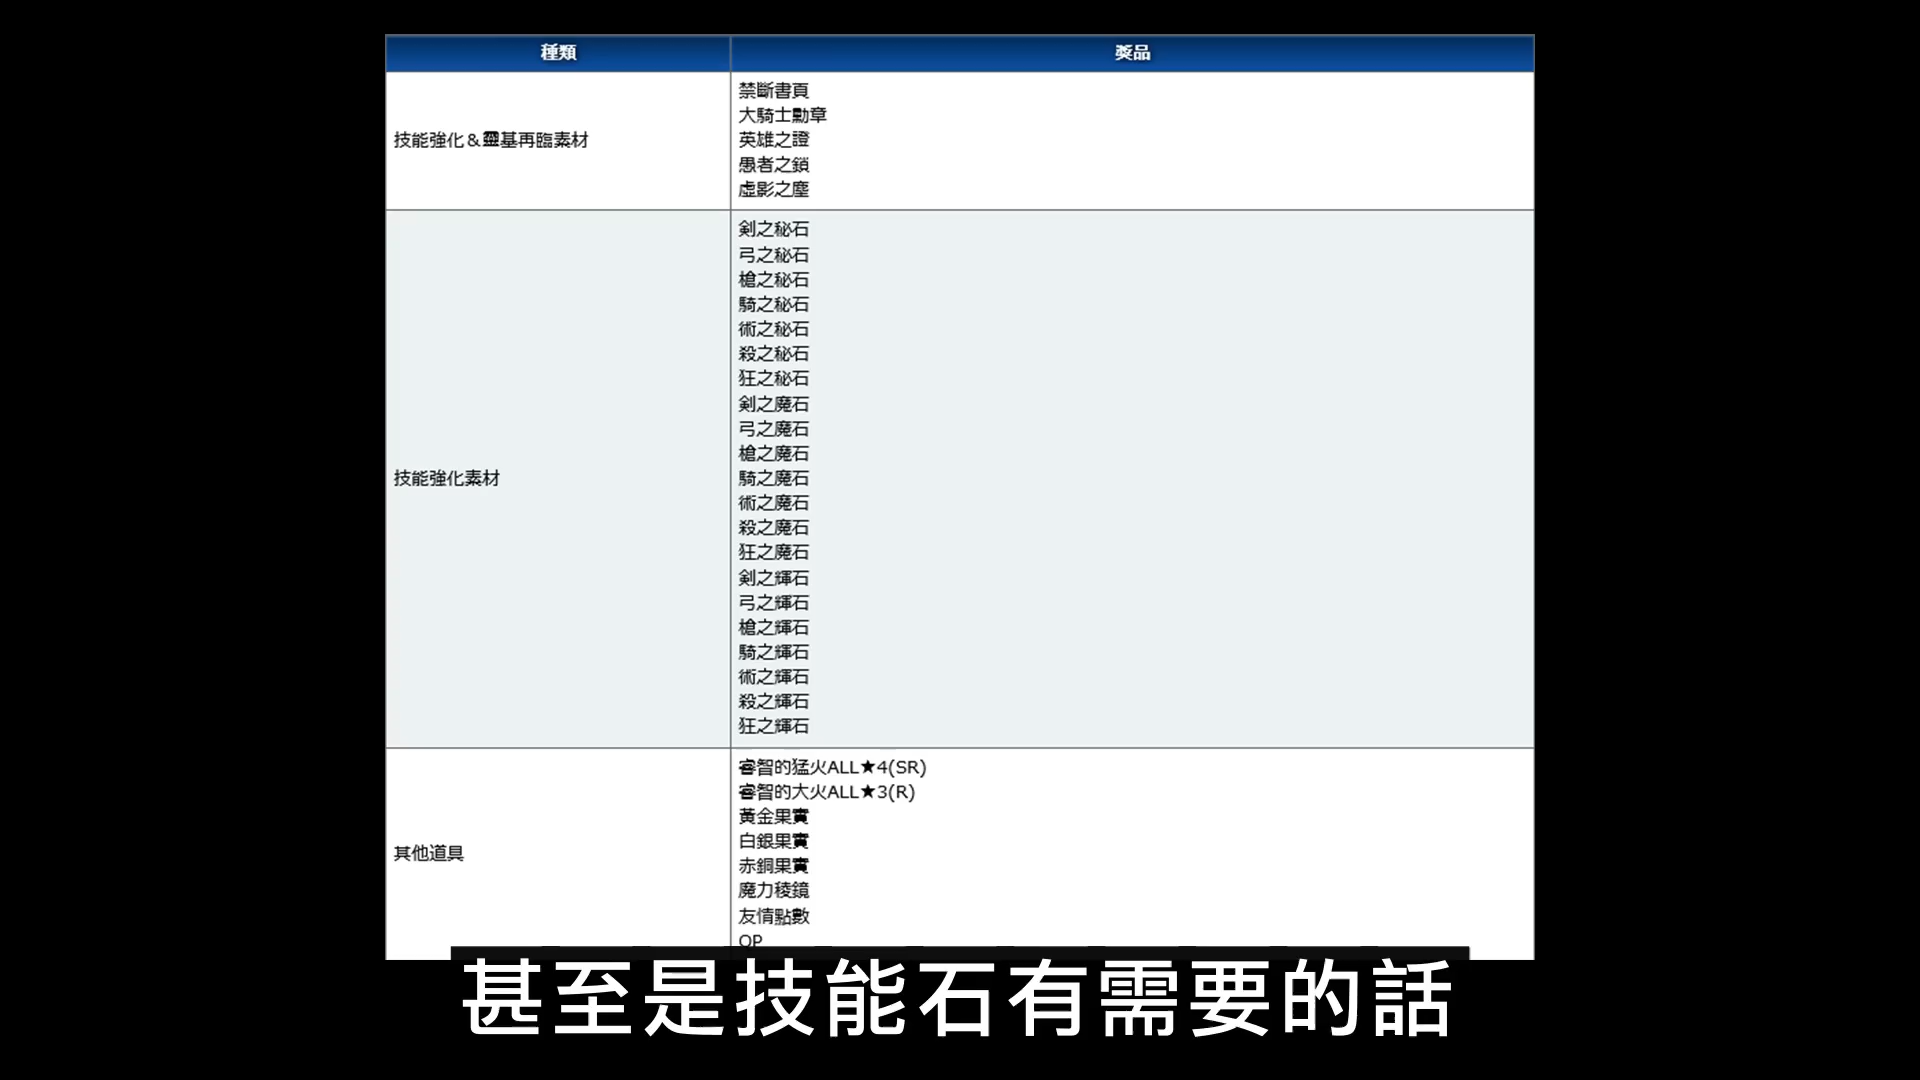 種類
獎品
技能強化＆靈基再臨素材
禁斷書頁
大騎士勳章
英雄之證
愚者之鎖
虛影之塵
技能強化素材
剣之秘石
弓之秘石
槍之秘石
騎之秘石
術之秘石
殺之秘石
狂之秘石
剣之魔石
弓之魔石
槍之魔石
騎之魔石
術之魔石
殺之魔石
狂之魔石
剣之輝石
弓之輝石
槍之輝石
騎之輝石
術之輝石
殺之輝石
狂之輝石
其他道具
睿智的猛火ALL★4(SR)
睿智的大火ALL★3(R)
黃金果實
白銀果實
赤銅果實
魔力稜鏡
友情點數
QP
甚至是技能石有需要的話